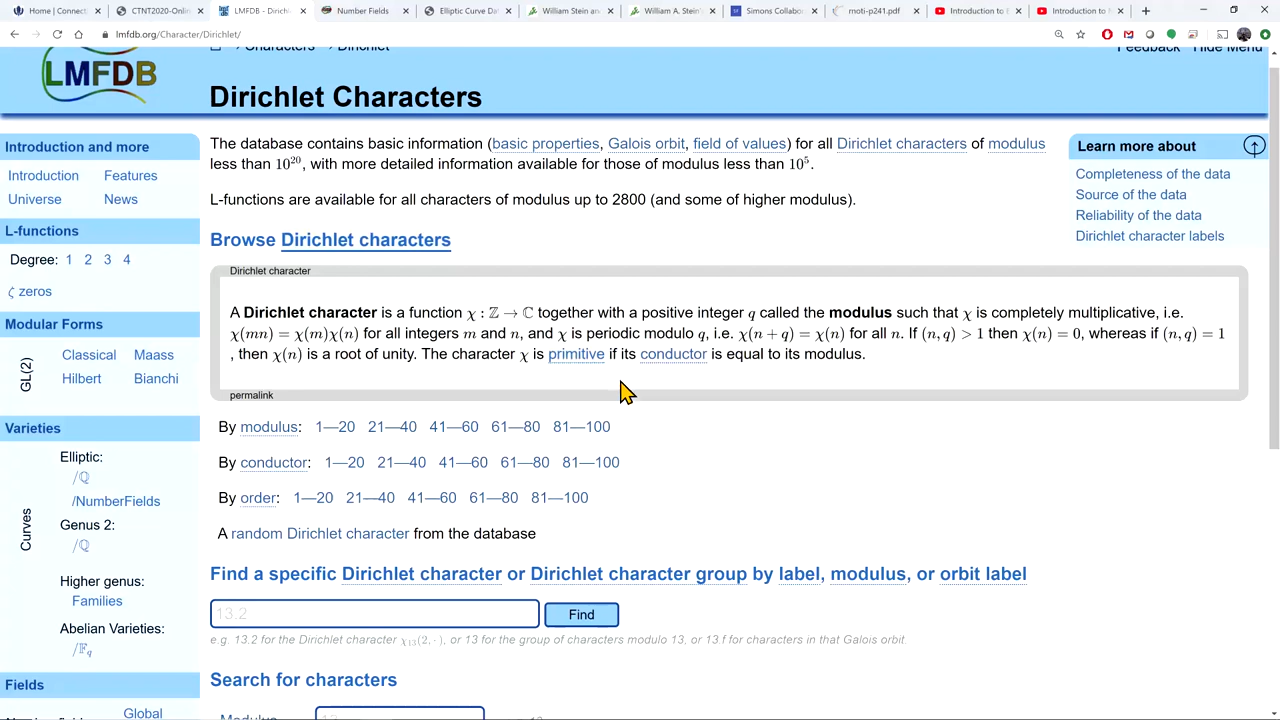 Home | Connect:
CTNT2020-Online
LMFDB - Dirich
Number Fields
Elliptic Curve Da
William Stein an
William A. Stein'
Simons Collabo
moti-p241.pdf
Introduction to E
Introduction to
lmfdb.org/Character/Dirichlet/
→ Characters → Dirichlet
Feedback · Hide Menu
LMFDB
Dirichlet Characters
Introduction and more
Introduction Features
Universe News
L-functions
Degree: 1 2 3 4
ζ zeros
Modular Forms
GL(2)
Classical Maass
Hilbert Bianchi
Varieties
Curves
Elliptic:
/ℚ
/NumberFields
Genus 2:
/ℚ
Higher genus:
Families
Abelian Varieties:
/𝔽q
Fields
Global
The database contains basic information (basic properties, Galois orbit, field of values) for all Dirichlet characters of modulus
less than 10^20, with more detailed information available for those of modulus less than 10^5.
L-functions are available for all characters of modulus up to 2800 (and some of higher modulus).
Browse Dirichlet characters
Dirichlet character
A Dirichlet character is a function χ : ℤ → ℂ together with a positive integer q called the modulus such that χ is completely multiplicative, i.e.
χ(mn) = χ(m)χ(n) for all integers m and n, and χ is periodic modulo q, i.e. χ(n + q) = χ(n) for all n. If (n, q) > 1 then χ(n) = 0, whereas if (n, q) = 1
, then χ(n) is a root of unity. The character χ is primitive if its conductor is equal to its modulus.
permalink
By modulus: 1—20 21—40 41—60 61—80 81—100
By conductor: 1—20 21—40 41—60 61—80 81—100
By order: 1—20 21—40 41—60 61—80 81—100
A random Dirichlet character from the database
Find a specific Dirichlet character or Dirichlet character group by label, modulus, or orbit label
13.2
Find
e.g. 13.2 for the Dirichlet character χ13(2, ·), or 13 for the group of characters modulo 13, or 13.f for characters in that Galois orbit.
Search for characters
Modulus
Learn more about
Completeness of the data
Source of the data
Reliability of the data
Dirichlet character labels